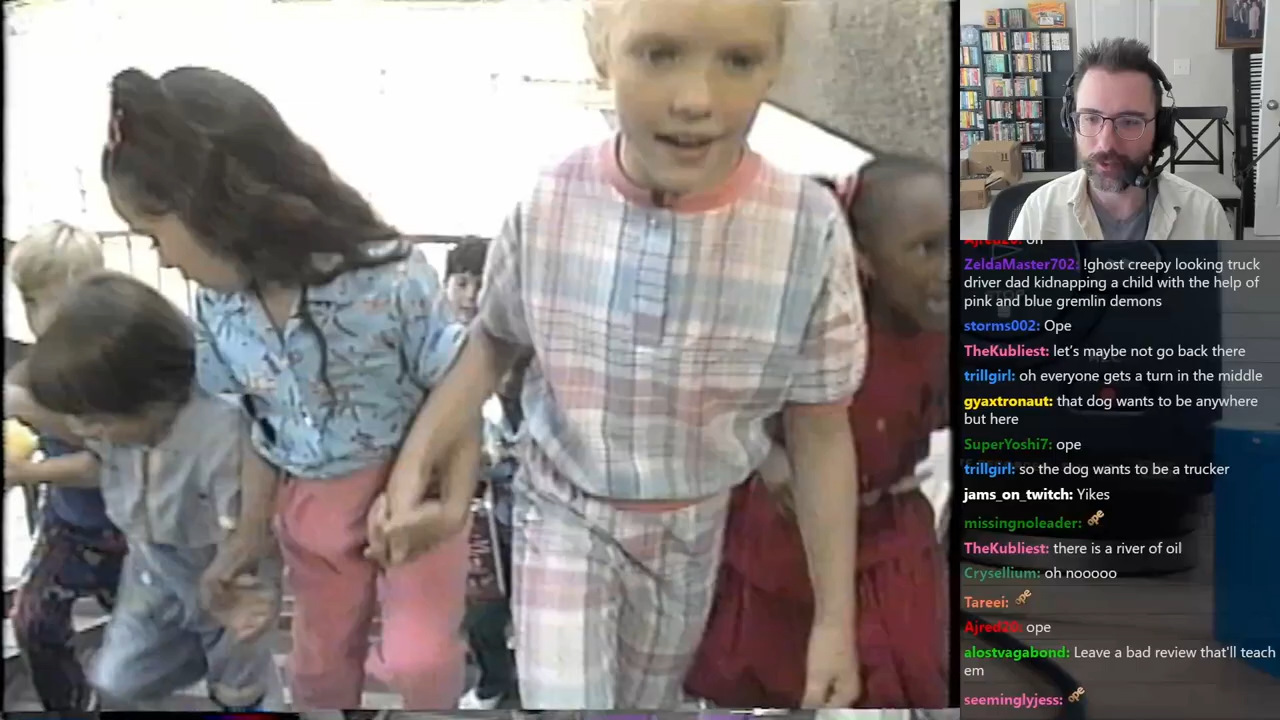 Ajred20: oh
ZeldaMaster702: !ghost creepy looking truck
driver dad kidnapping a child with the help of
pink and blue gremlin demons
storms002: Ope
TheKubliest: let's maybe not go back there
trillgirl: oh everyone gets a turn in the middle
gyaxtronaut: that dog wants to be anywhere
but here
SuperYoshi7: ope
trillgirl: so the dog wants to be a trucker
jams_on_twitch: Yikes
missingnoleader:
TheKubliest: there is a river of oil
Crysellium: oh nooooo
Tareei:
Ajred20: ope
alostvagabond: Leave a bad review that'll teach
em
seeminglyjess: